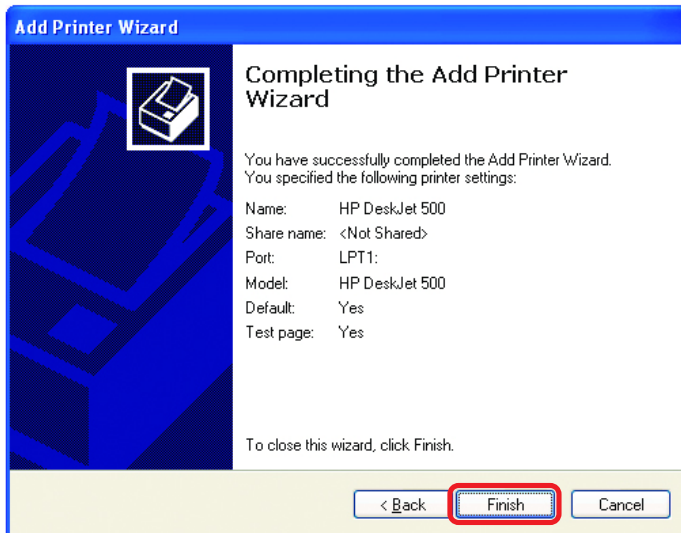 Add Printer Wizard
Completing the Add Printer
Wizard
You have successfully completed the Add Printer Wizard.
You specified the following printer settings:
Name: HP DeskJet 500
Share name: <Not Shared>
Port: LPT1:
Model: HP DeskJet 500
Default: Yes
Test page: Yes
To close this wizard, click Finish.
< Back Finish Cancel